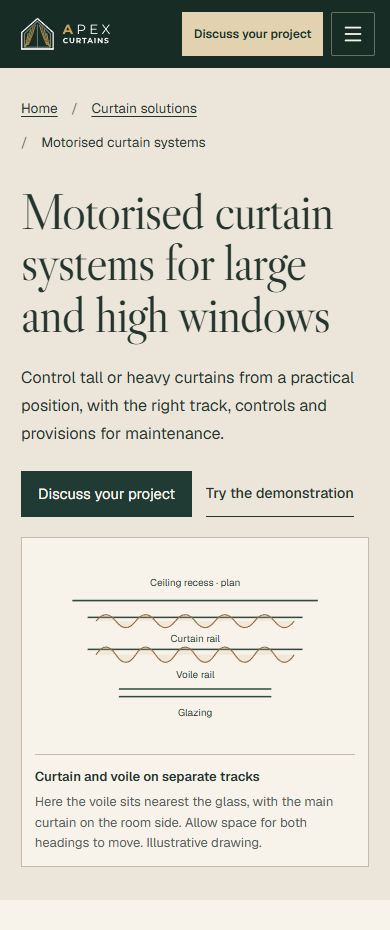 APEX
CURTAINS
Discuss your project
Home / Curtain solutions
/ Motorised curtain systems
Motorised curtain
systems for large
and high windows
Control tall or heavy curtains from a practical
position, with the right track, controls and
provisions for maintenance.
Discuss your project
Try the demonstration
Ceiling recess · plan
Curtain rail
Voile rail
Glazing
Curtain and voile on separate tracks
Here the voile sits nearest the glass, with the main
curtain on the room side. Allow space for both
headings to move. Illustrative drawing.